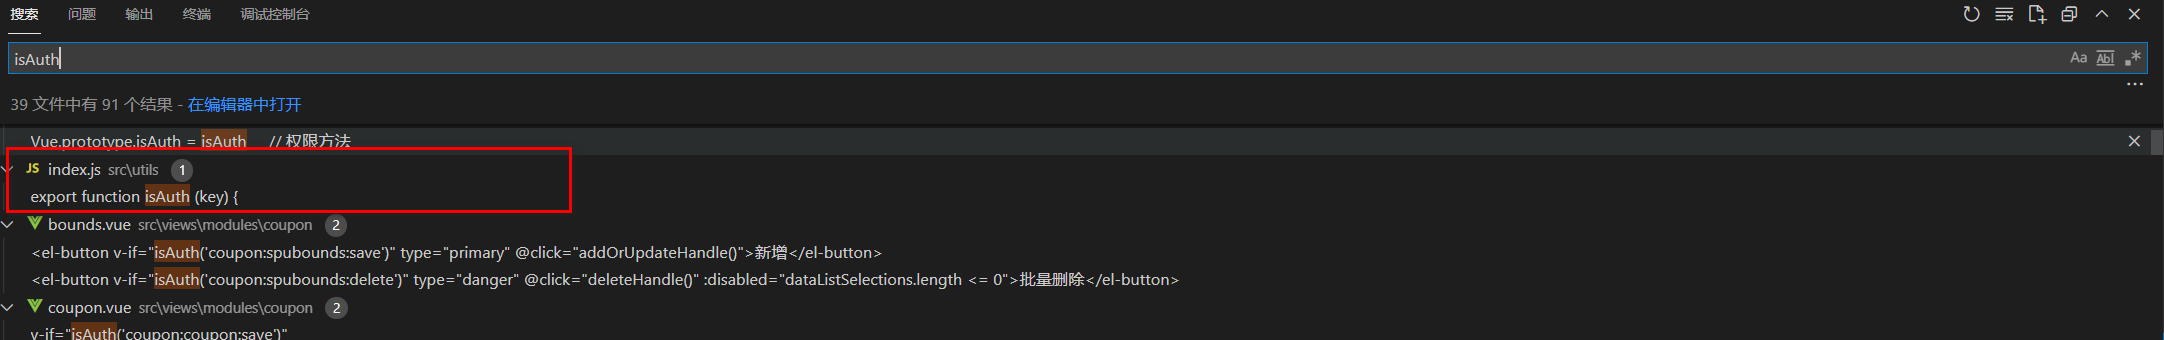 搜索 问题 输出 终端 调试控制台
isAuth Aa Abl .*
39 文件中有 91 个结果 - 在编辑器中打开
Vue.prototype.isAuth = isAuth // 权限方法
JS index.js src\utils 1
export function isAuth (key) {
bounds.vue src\views\modules\coupon 2
<el-button v-if="isAuth('coupon:spubounds:save')" type="primary" @click="addOrUpdateHandle()">新增</el-button>
<el-button v-if="isAuth('coupon:spubounds:delete')" type="danger" @click="deleteHandle()" :disabled="dataListSelections.length <= 0">批量删除</el-button>
coupon.vue src\views\modules\coupon 2
v-if="isAuth('coupon:coupon:save')"